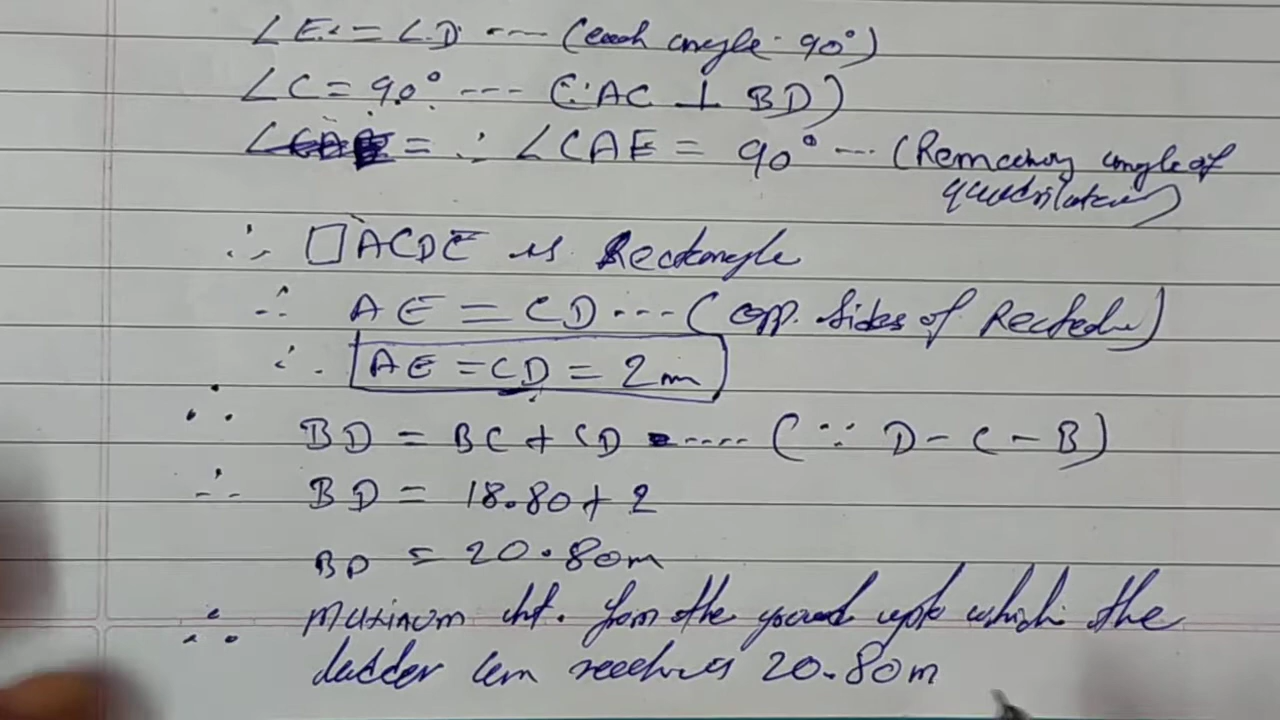 ∠E = ∠D ---- (each angle 90°)
∠C = 90° --- (∵ AC ⊥ BD)
∠ = ∴ ∠CAE = 90° --- (Remaining angle of
quadrilateral)
∴ □ACDE is Rectangle
∴ AE = CD --- (opp. sides of Rectangle)
∴ AE = CD = 2m
∴ BD = BC + CD ---- (∵ D - C - B)
∴ BD = 18.80 + 2
BD = 20.80m
∴ Maximum ht. from the ground upto which the
ladder can reach is 20.80m